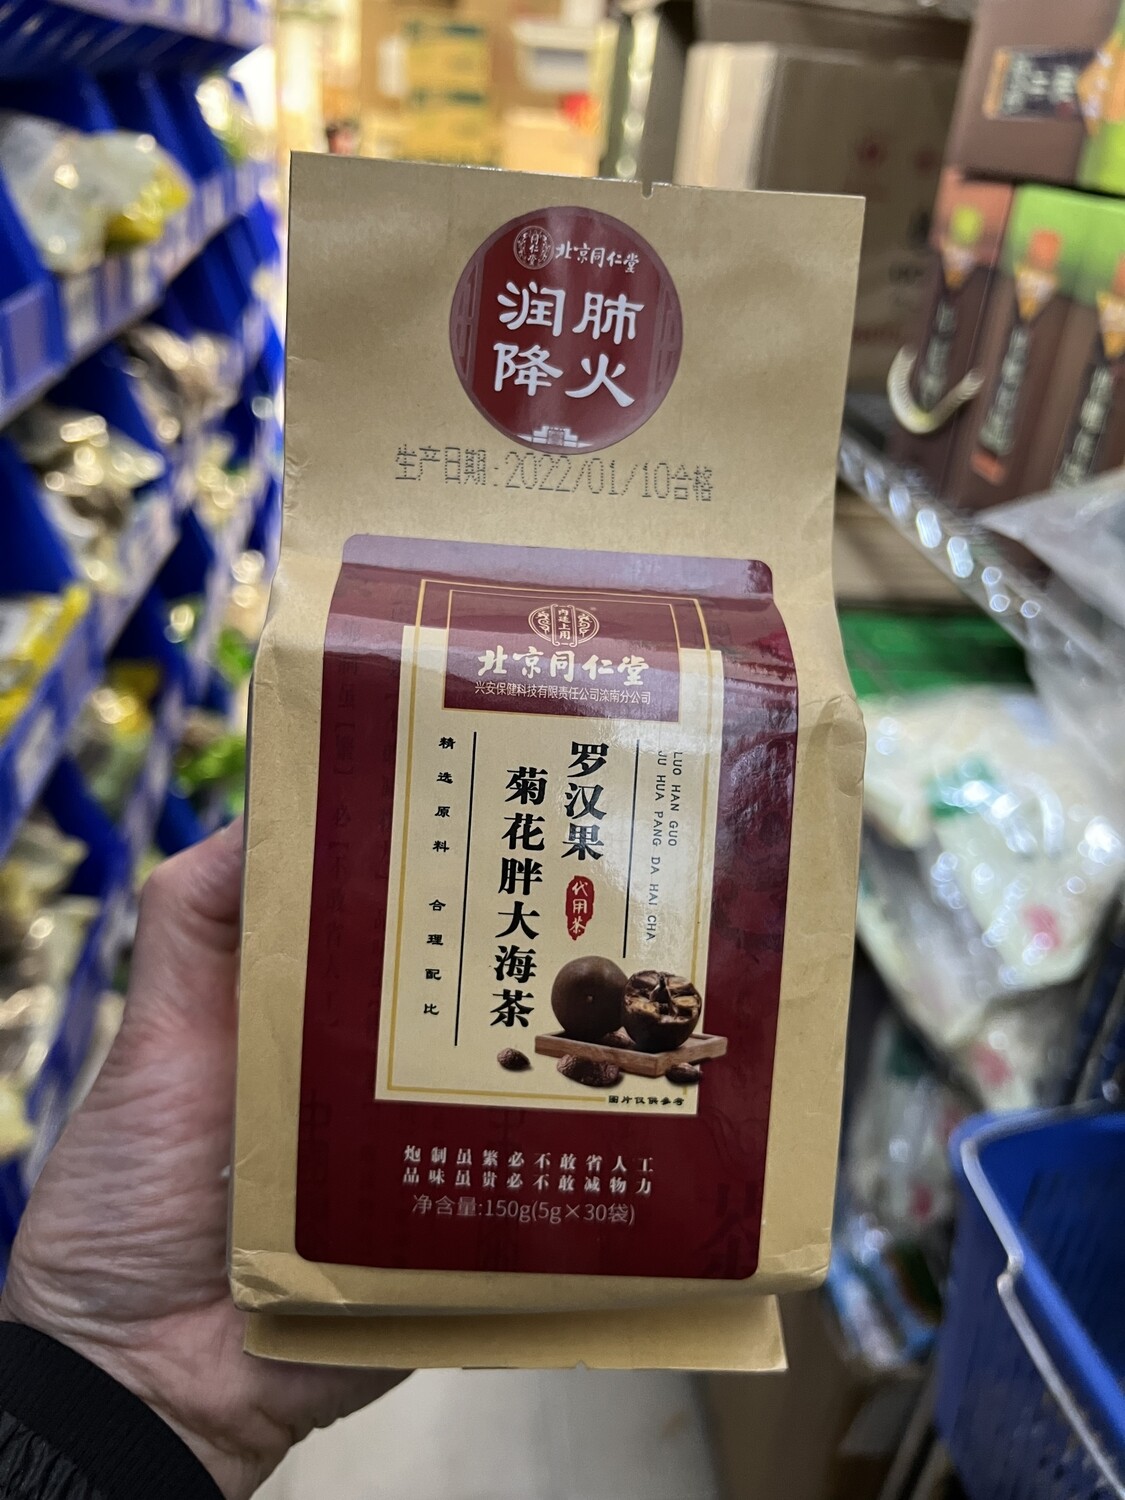 北京同仁堂
润肺
降火
生产日期:2022/01/10合格
内廷上用
北京同仁堂
兴安保健科技有限责任公司滦南分公司
LUO HAN GUO
JU HUA PANG DA HAI CHA
罗汉果
代用茶
菊花胖大海茶
精选原料 合理配比
图片仅供参考
炮制虽繁必不敢省人工
品味虽贵必不敢减物力
净含量:150g(5g×30袋)